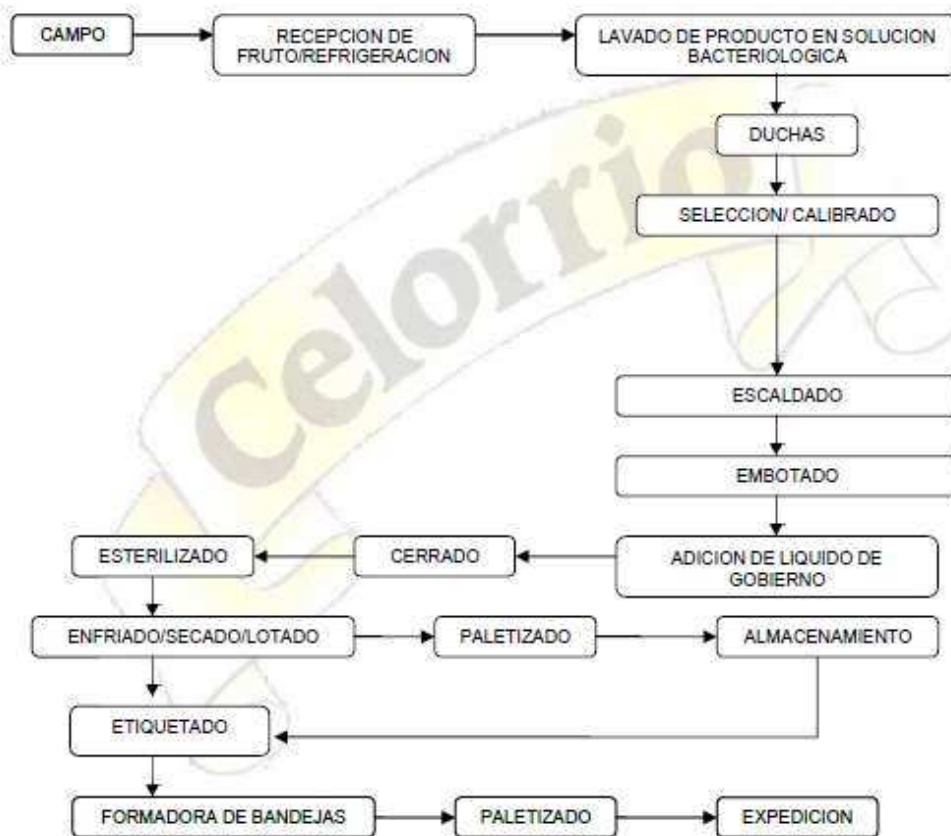 CAMPO
RECEPCION DE
FRUTO/REFRIGERACION
LAVADO DE PRODUCTO EN SOLUCION
BACTERIOLOGICA
DUCHAS
SELECCION/ CALIBRADO
ESCALDADO
EMBOTADO
ADICION DE LIQUIDO DE
GOBIERNO
CERRADO
ESTERILIZADO
ENFRIADO/SECADO/LOTADO
PALETIZADO
ALMACENAMIENTO
ETIQUETADO
FORMADORA DE BANDEJAS
PALETIZADO
EXPEDICION
Celorrio